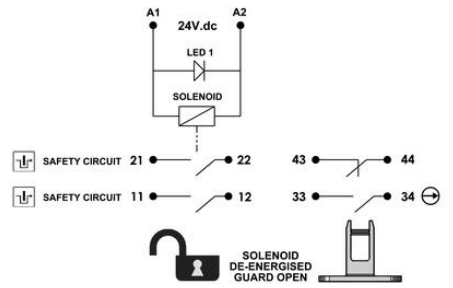 A1 A2
24V.dc
LED 1
SOLENOID
SAFETY CIRCUIT 21 22 43 44
SAFETY CIRCUIT 11 12 33 34
SOLENOID
DE-ENERGISED
GUARD OPEN